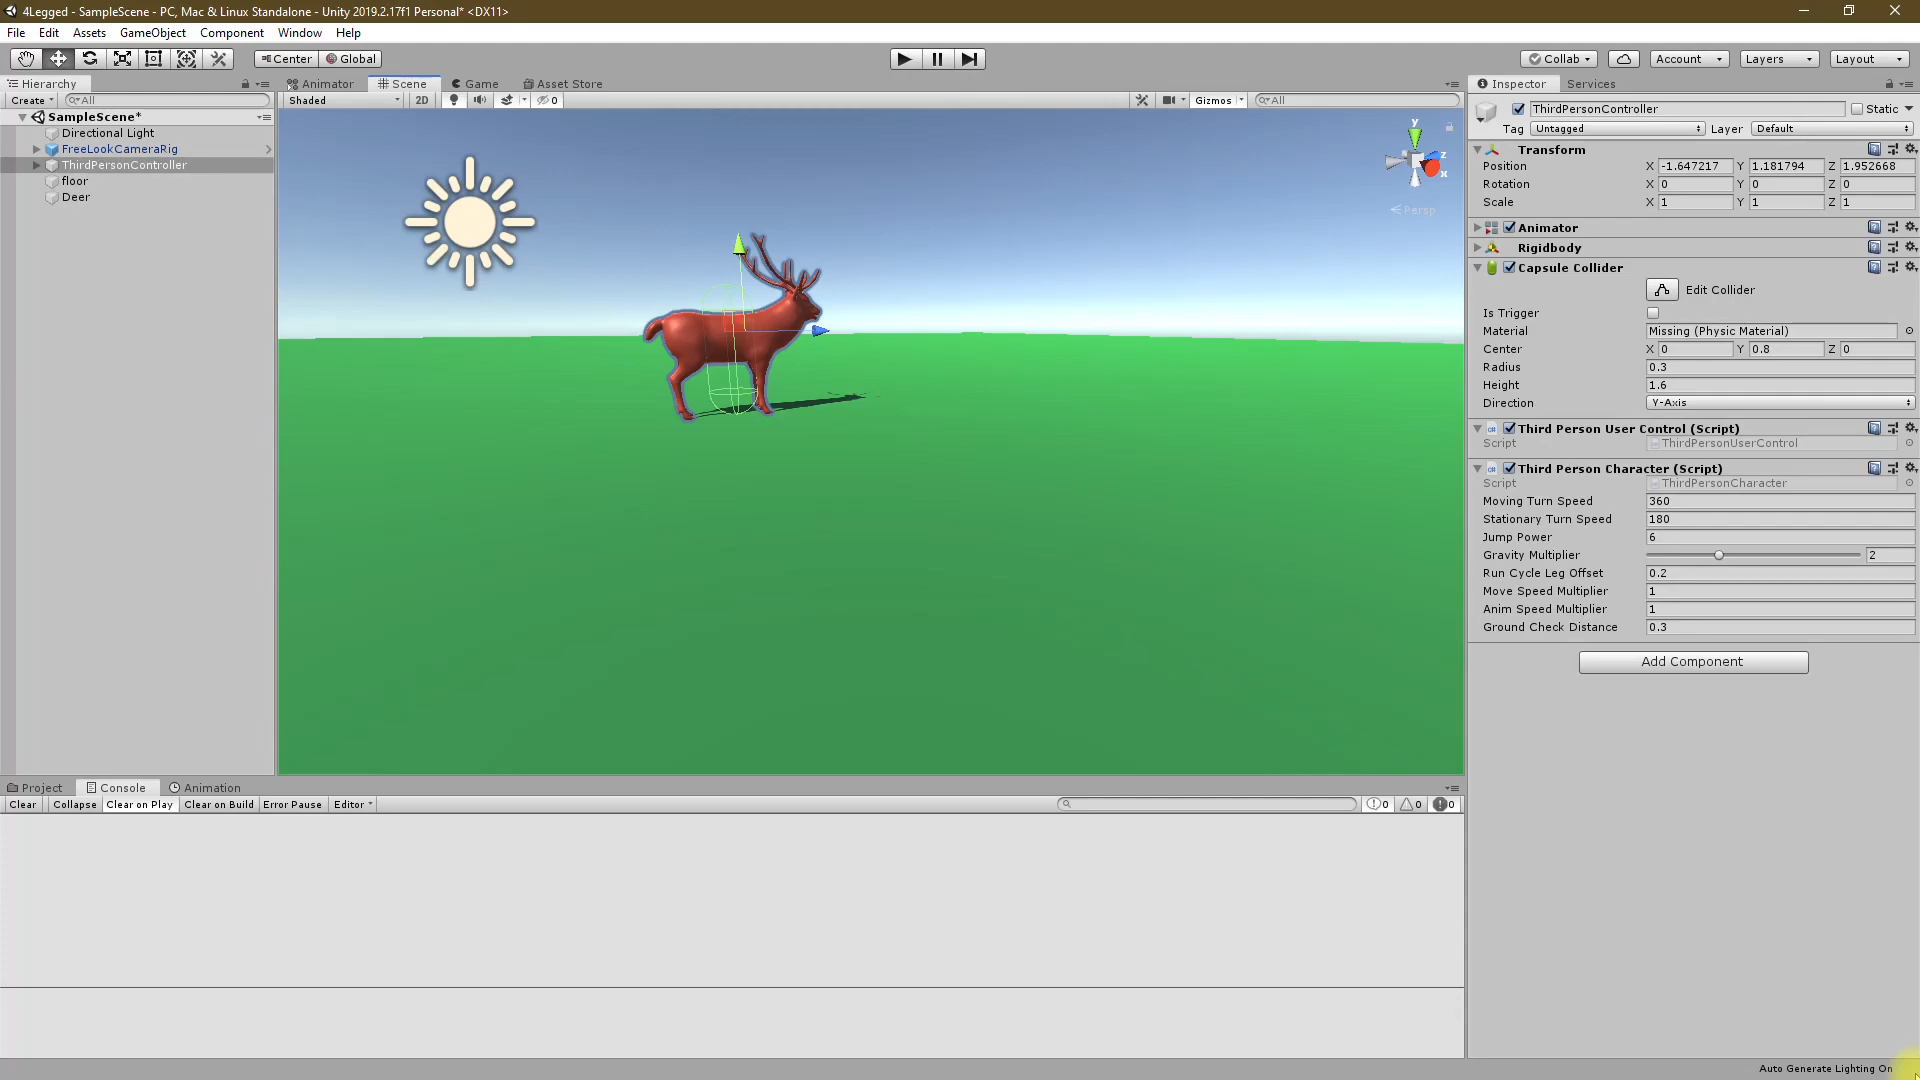 4Legged - SampleScene - PC, Mac & Linux Standalone - Unity 2019.2.17f1 Personal* <DX11>
File Edit Assets GameObject Component Window Help
Center Global Collab Account Layers Layout
Hierarchy
Create All
SampleScene*
Directional Light
FreeLookCameraRig
ThirdPersonController
floor
Deer
Animator Scene Game Asset Store
Shaded 2D 0 Gizmos All
y
z
x
Persp
Inspector Services
ThirdPersonController Static
Tag Untagged Layer Default
Transform
Position X -1.647217 Y 1.181794 Z 1.952668
Rotation X 0 Y 0 Z 0
Scale X 1 Y 1 Z 1
Animator
Rigidbody
Capsule Collider
Edit Collider
Is Trigger
Material Missing (Physic Material)
Center X 0 Y 0.8 Z 0
Radius 0.3
Height 1.6
Direction Y-Axis
Third Person User Control (Script)
Script ThirdPersonUserControl
Third Person Character (Script)
Script ThirdPersonCharacter
Moving Turn Speed 360
Stationary Turn Speed 180
Jump Power 6
Gravity Multiplier 2
Run Cycle Leg Offset 0.2
Move Speed Multiplier 1
Anim Speed Multiplier 1
Ground Check Distance 0.3
Add Component
Project Console Animation
Clear Collapse Clear on Play Clear on Build Error Pause Editor 0 0 0
Auto Generate Lighting On